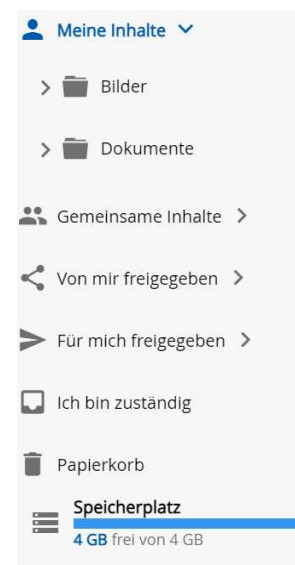 Meine Inhalte
Bilder
Dokumente
Gemeinsame Inhalte
Von mir freigegeben
Für mich freigegeben
Ich bin zuständig
Papierkorb
Speicherplatz
4 GB frei von 4 GB